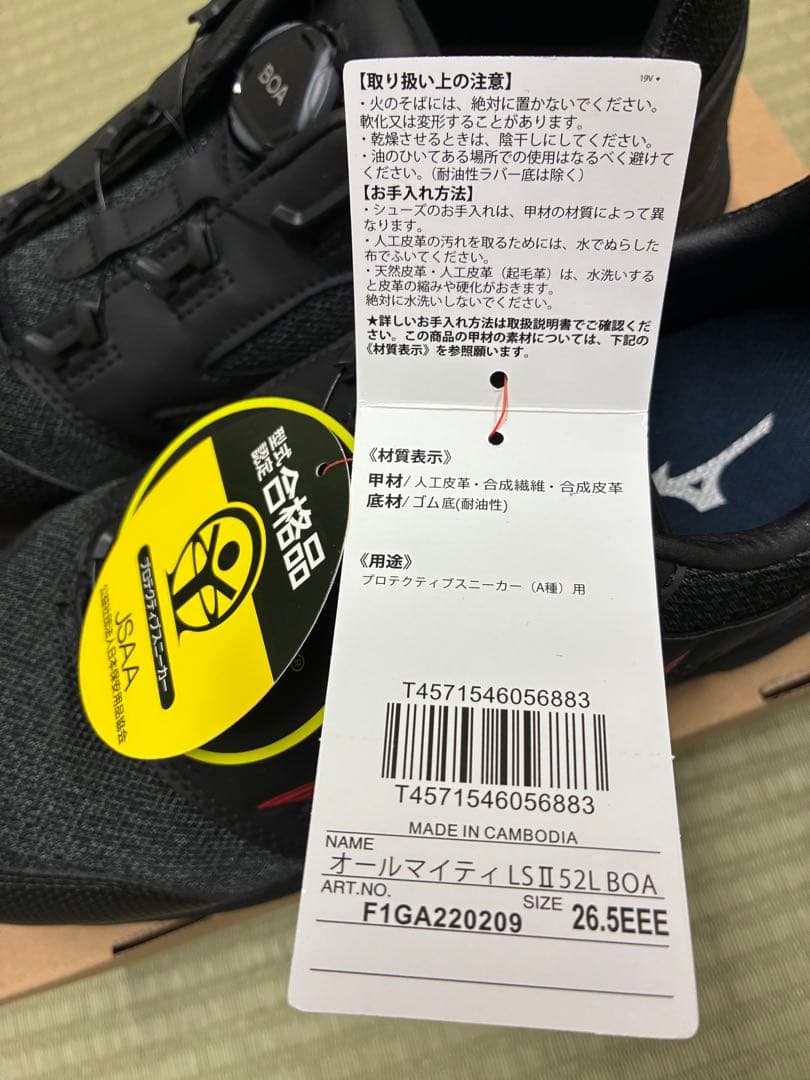 BOA
【取り扱い上の注意】
19V
・火のそばには、絶対に置かないでください。
軟化又は変形することがあります。
・乾燥させるときは、陰干しにしてください。
・油のひいてある場所での使用はなるべく避けて
ください。（耐油性ラバー底は除く）
【お手入れ方法】
・シューズのお手入れは、甲材の材質によって異
なります。
・人工皮革の汚れを取るためには、水でぬらした
布でふいてください。
・天然皮革・人工皮革（起毛革）は、水洗いする
と皮革の縮みや硬化がおきます。
絶対に水洗いしないでください。
★詳しいお手入れ方法は取扱説明書でご確認くだ
さい。この商品の甲材の素材については、下記の
《材質表示》を参照願います。
《材質表示》
甲材/人工皮革・合成繊維・合成皮革
底材/ゴム底(耐油性)
《用途》
プロテクティブスニーカー（A種）用
T4571546056883
T4571546056883
MADE IN CAMBODIA
NAME
オールマイティ LSⅡ52L BOA
ART.NO.
F1GA220209
SIZE 26.5EEE
型式
認定
合格品
プロテクティブスニーカー
JSAA
公益社団法人日本保安用品協会
®